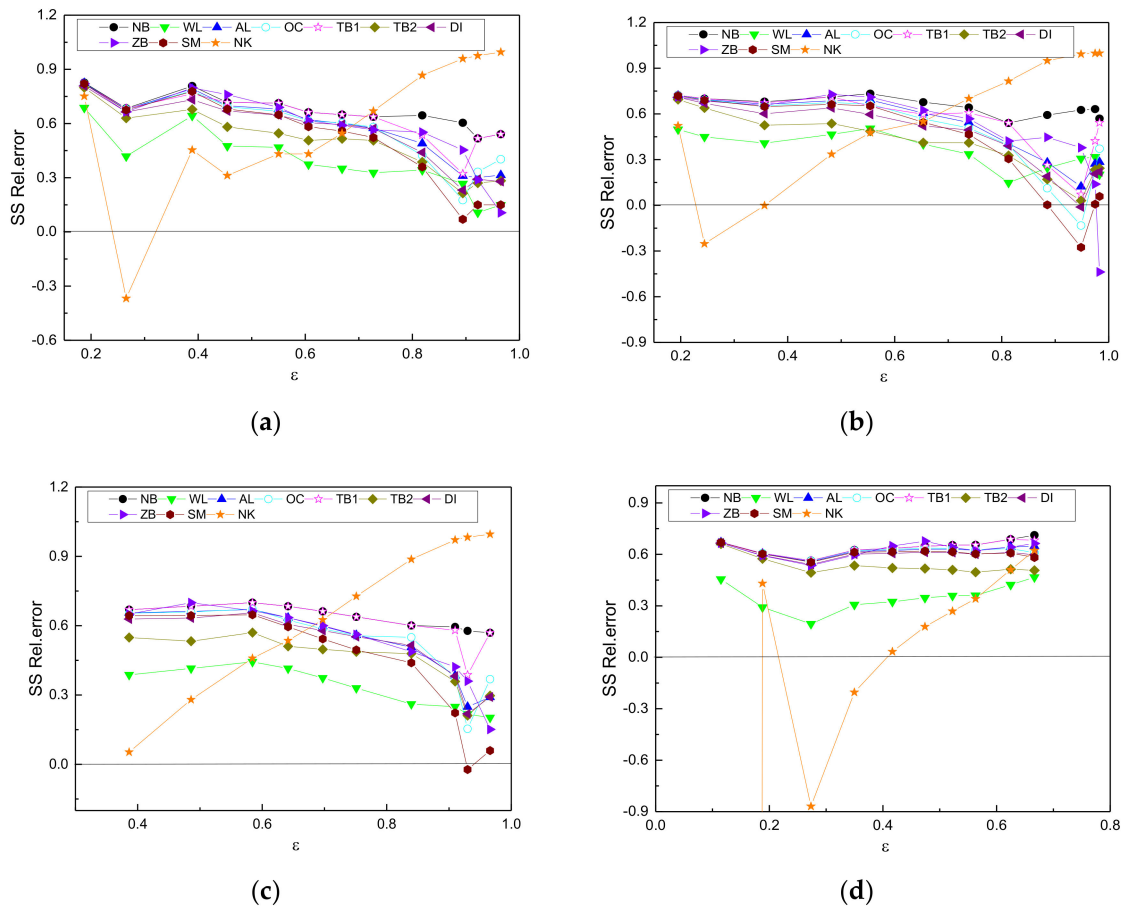 1.2
0.9
0.6
0.3
0.0
-0.3
-0.6
SS Rel.error
NB WL AL OC TB1 TB2 DI
ZB SM NK
0.2 0.4 0.6 0.8 1.0
ε
(a)
1.2
0.9
0.6
0.3
0.0
-0.3
-0.6
-0.9
SS Rel.error
NB WL AL OC TB1 TB2 DI
ZB SM NK
0.2 0.4 0.6 0.8 1.0
ε
(b)
1.2
0.9
0.6
0.3
0.0
SS Rel.error
NB WL AL OC TB1 TB2 DI
ZB SM NK
0.4 0.6 0.8 1.0
ε
(c)
0.9
0.6
0.3
0.0
-0.3
-0.6
-0.9
SS Rel.error
NB WL AL OC TB1 TB2 DI
ZB SM NK
0.0 0.2 0.4 0.6 0.8
ε
(d)